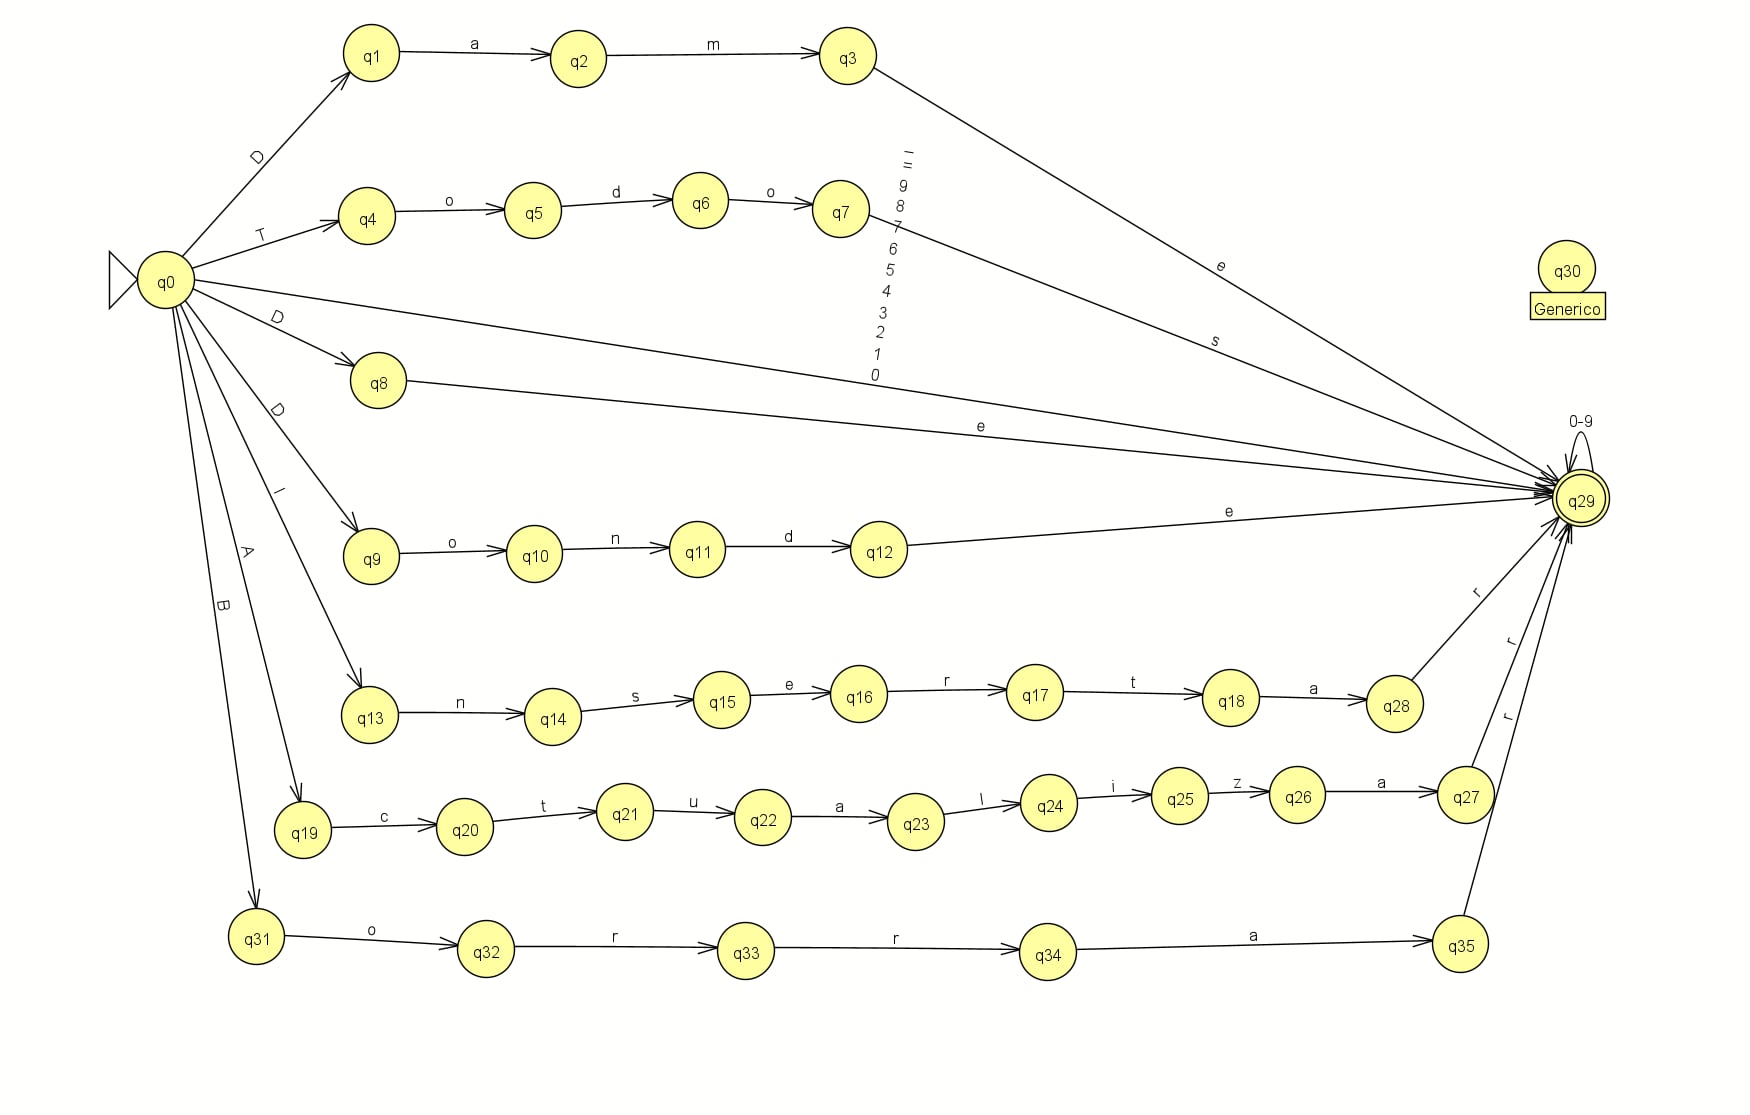 q1
a
q2
m
q3
D
q0
T
q4
o
q5
d
q6
o
q7
=
9
8
7
6
5
4
3
2
1
0
e
s
q30
Generico
D
q8
e
0-9
q29
D
q9
o
q10
n
q11
d
q12
e
I
q13
n
q14
s
q15
e
q16
r
q17
t
q18
a
q28
r
A
q19
c
q20
t
q21
u
q22
a
q23
l
q24
i
q25
z
q26
a
q27
r
B
q31
o
q32
r
q33
r
q34
a
q35
r